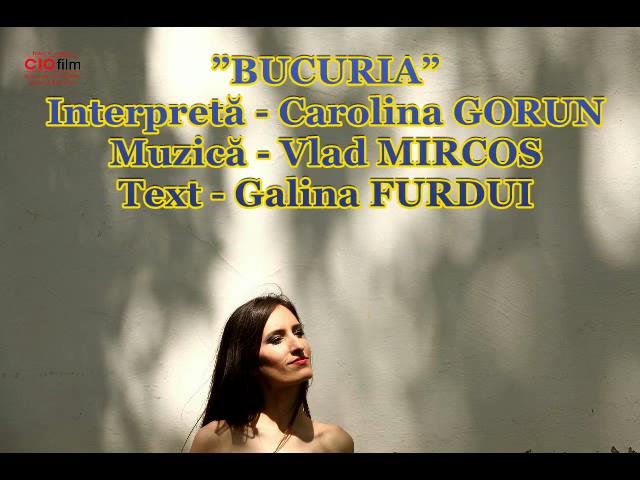 CIOfilm
”BUCURIA”
Interpretă - Carolina GORUN
Muzică - Vlad MIRCOS
Text - Galina FURDUI